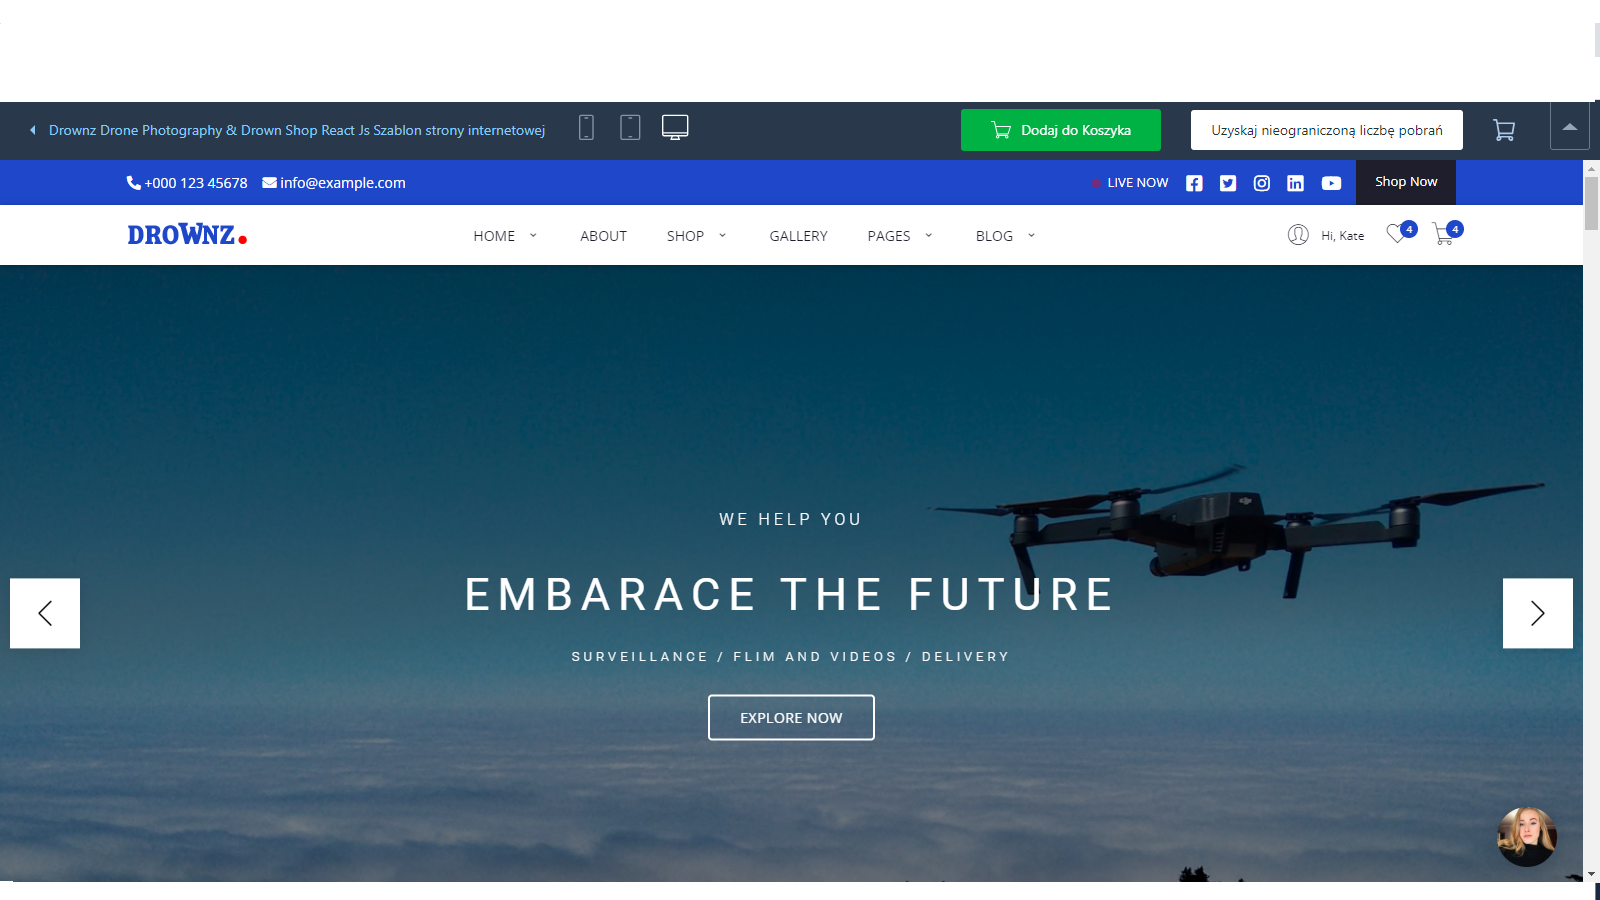 Drownz Drone Photography & Drown Shop React Js Szablon strony internetowej
Dodaj do Koszyka
Uzyskaj nieograniczoną liczbę pobrań
+000 123 45678
info@example.com
LIVE NOW
Shop Now
DROWNZ.
HOME
ABOUT
SHOP
GALLERY
PAGES
BLOG
Hi, Kate
4
4
WE HELP YOU
EMBARACE THE FUTURE
SURVEILLANCE / FLIM AND VIDEOS / DELIVERY
EXPLORE NOW